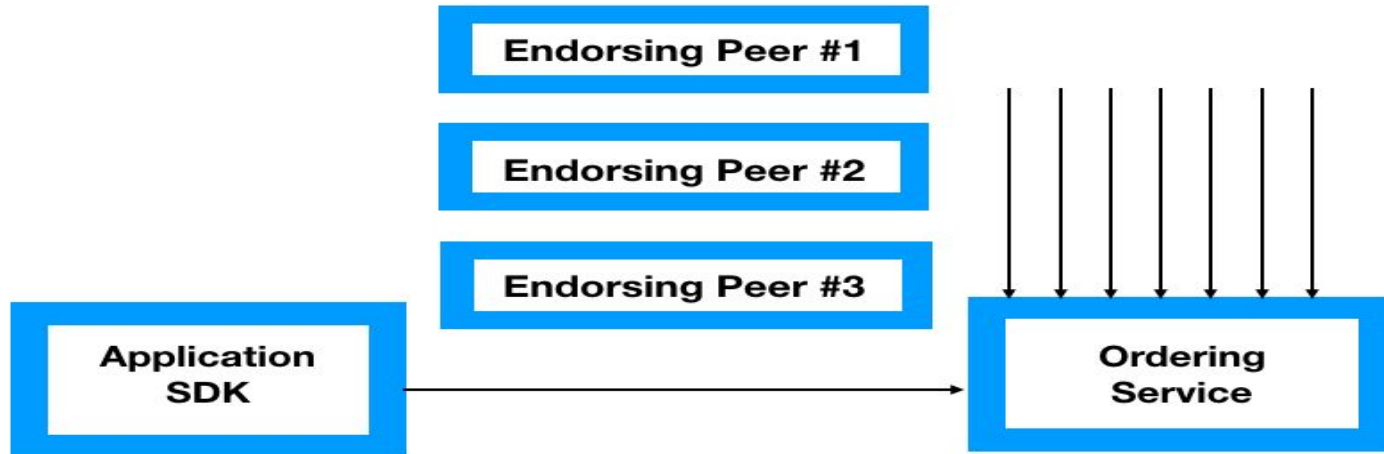 Endorsing Peer #1
Endorsing Peer #2
Endorsing Peer #3
Application
SDK
Ordering
Service